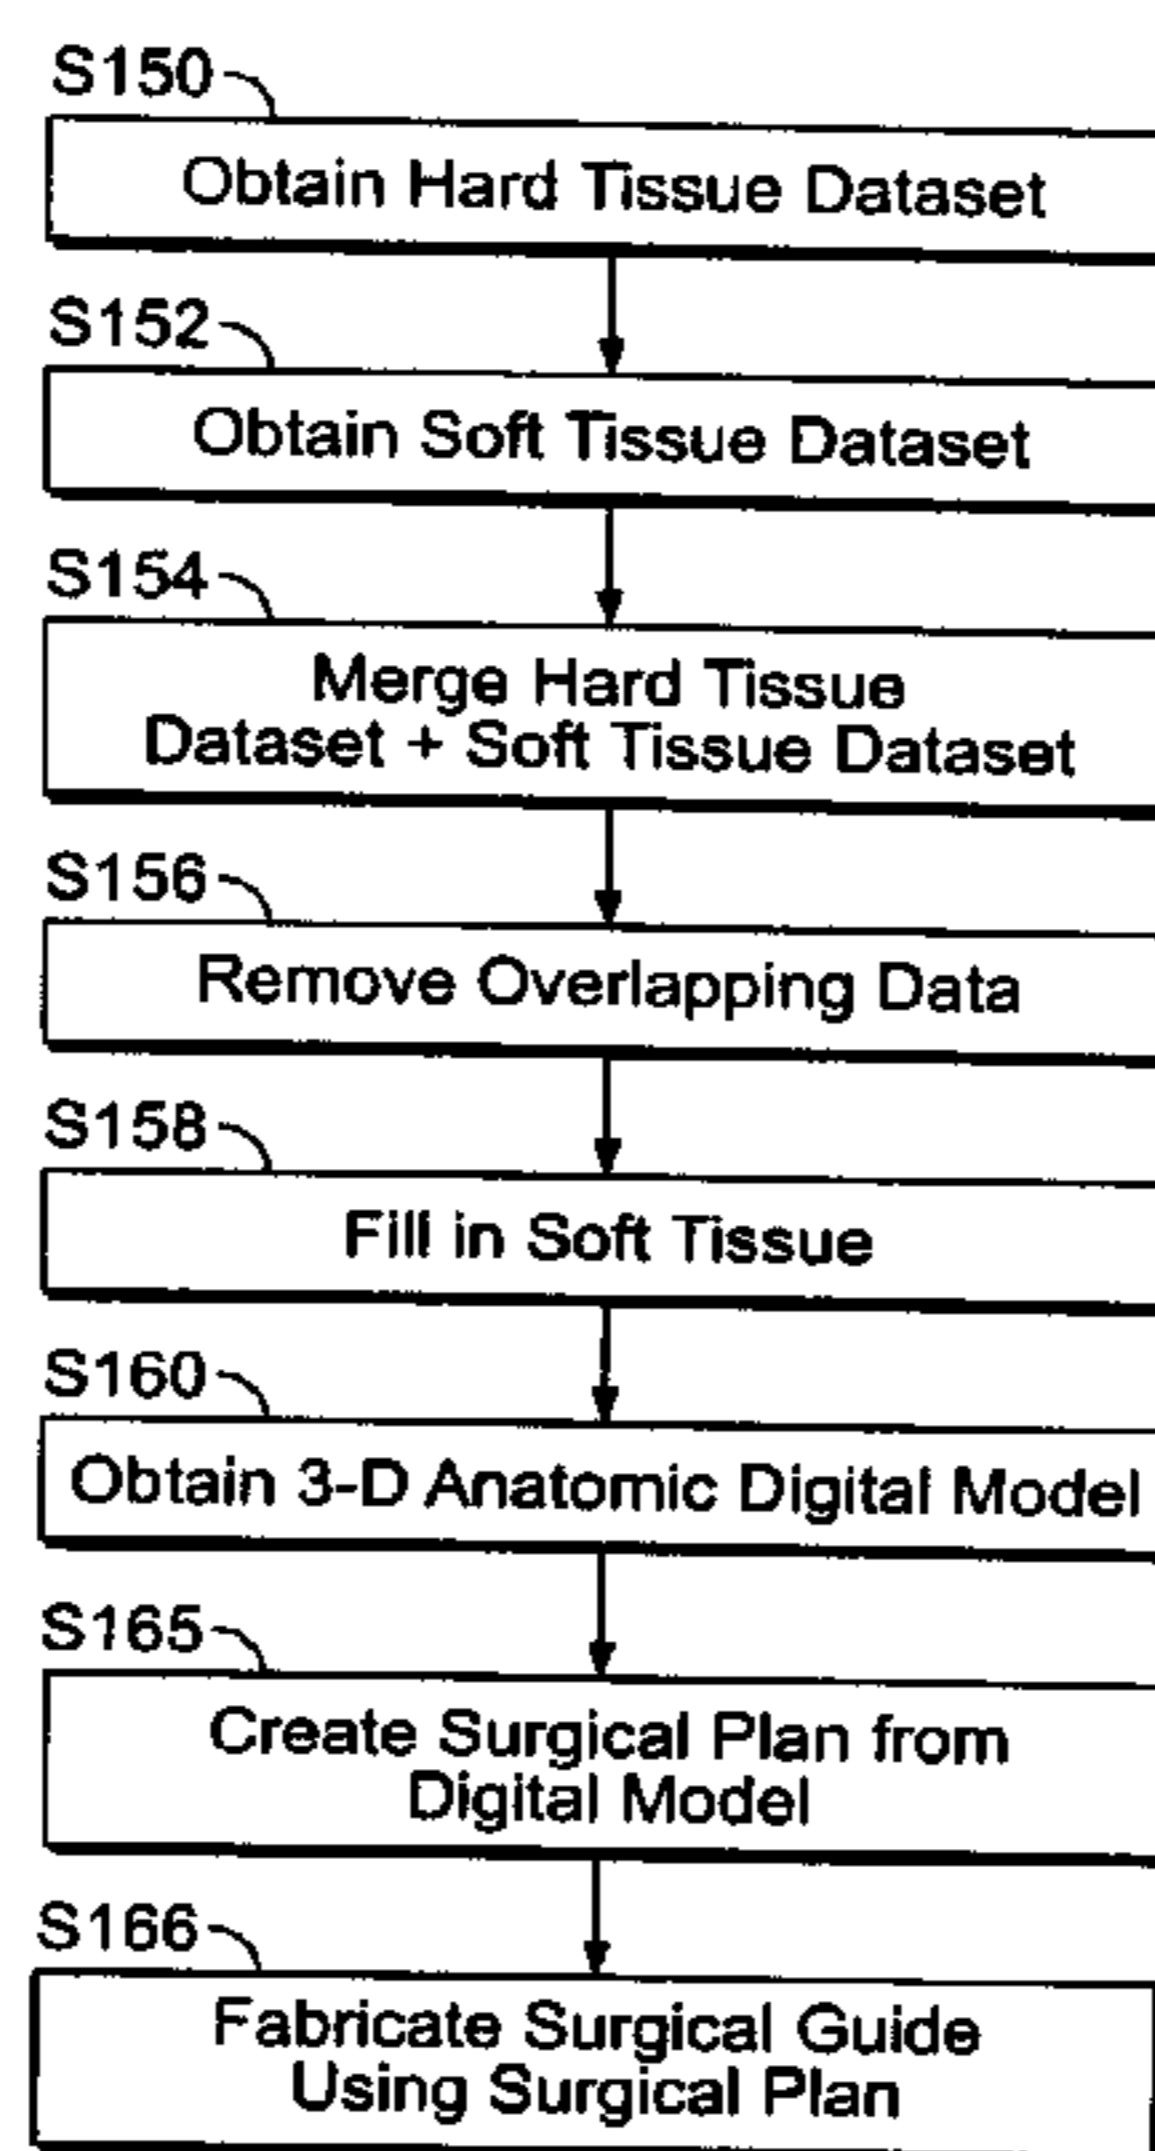 S150
Obtain Hard Tissue Dataset
S152
Obtain Soft Tissue Dataset
S154
Merge Hard Tissue
Dataset + Soft Tissue Dataset
S156
Remove Overlapping Data
S158
Fill in Soft Tissue
S160
Obtain 3-D Anatomic Digital Model
S165
Create Surgical Plan from
Digital Model
S166
Fabricate Surgical Guide
Using Surgical Plan